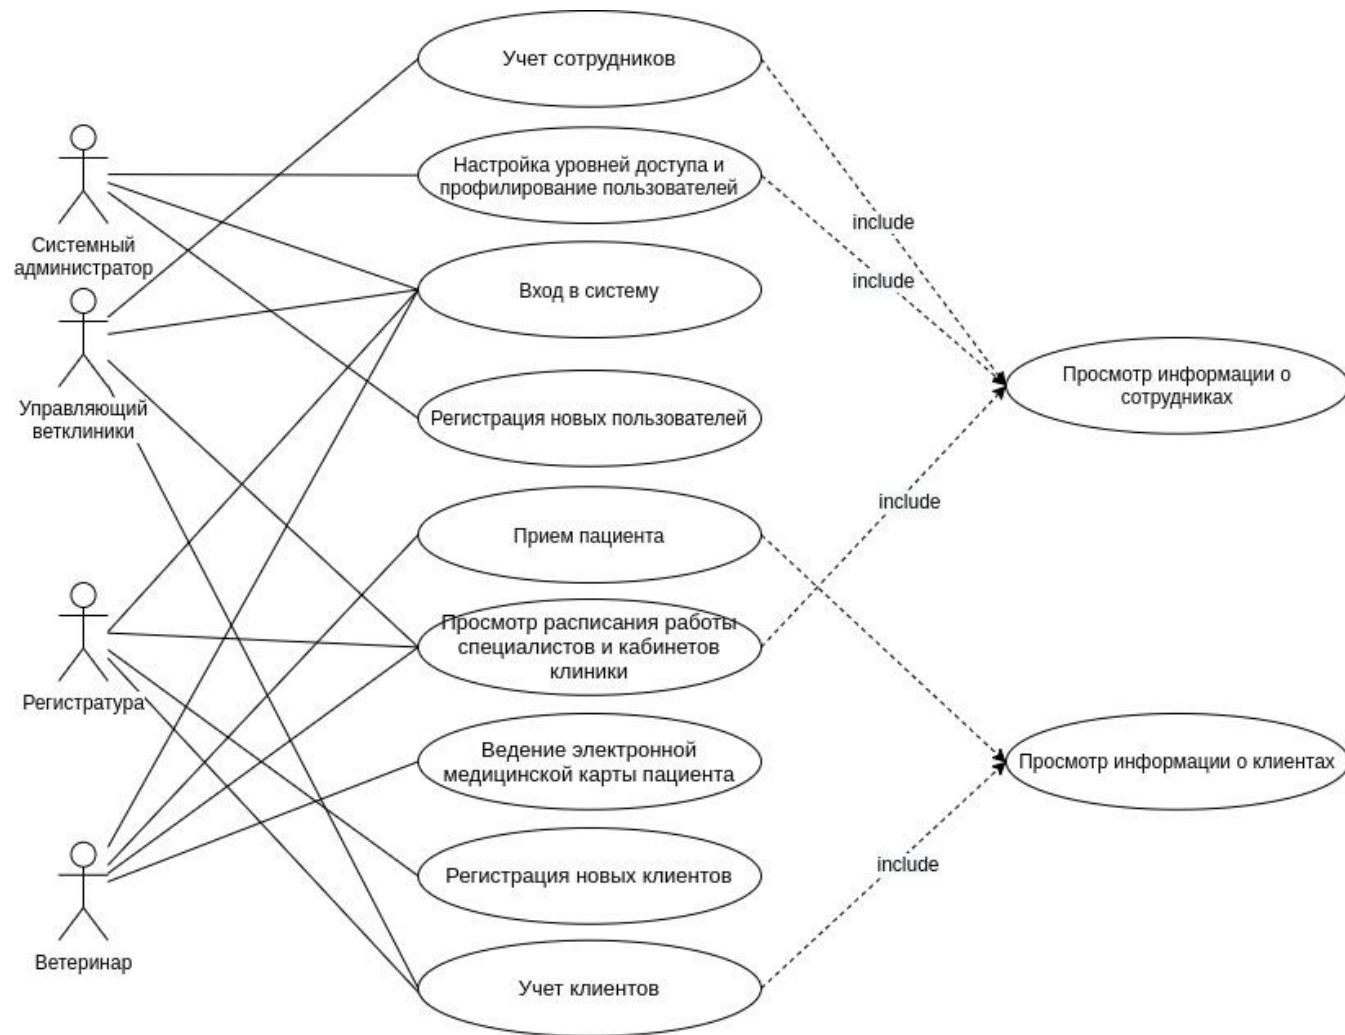 Учет сотрудников
Настройка уровней доступа и
профилирование пользователей
include
Системный
администратор
include
Вход в систему
Просмотр информации о
сотрудниках
Управляющий
ветклиники
Регистрация новых пользователей
include
Прием пациента
Просмотр расписания работы
специалистов и кабинетов
клиники
Регистратура
Ведение электронной
медицинской карты пациента
Просмотр информации о клиентах
include
Регистрация новых клиентов
Ветеринар
Учет клиентов